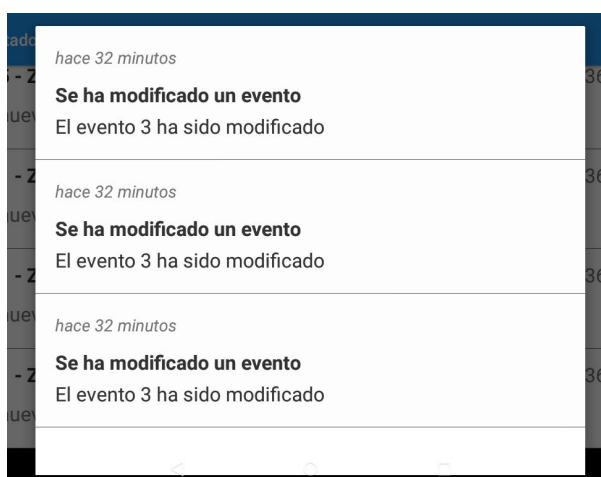 hace 32 minutos
Se ha modificado un evento
El evento 3 ha sido modificado
hace 32 minutos
Se ha modificado un evento
El evento 3 ha sido modificado
hace 32 minutos
Se ha modificado un evento
El evento 3 ha sido modificado